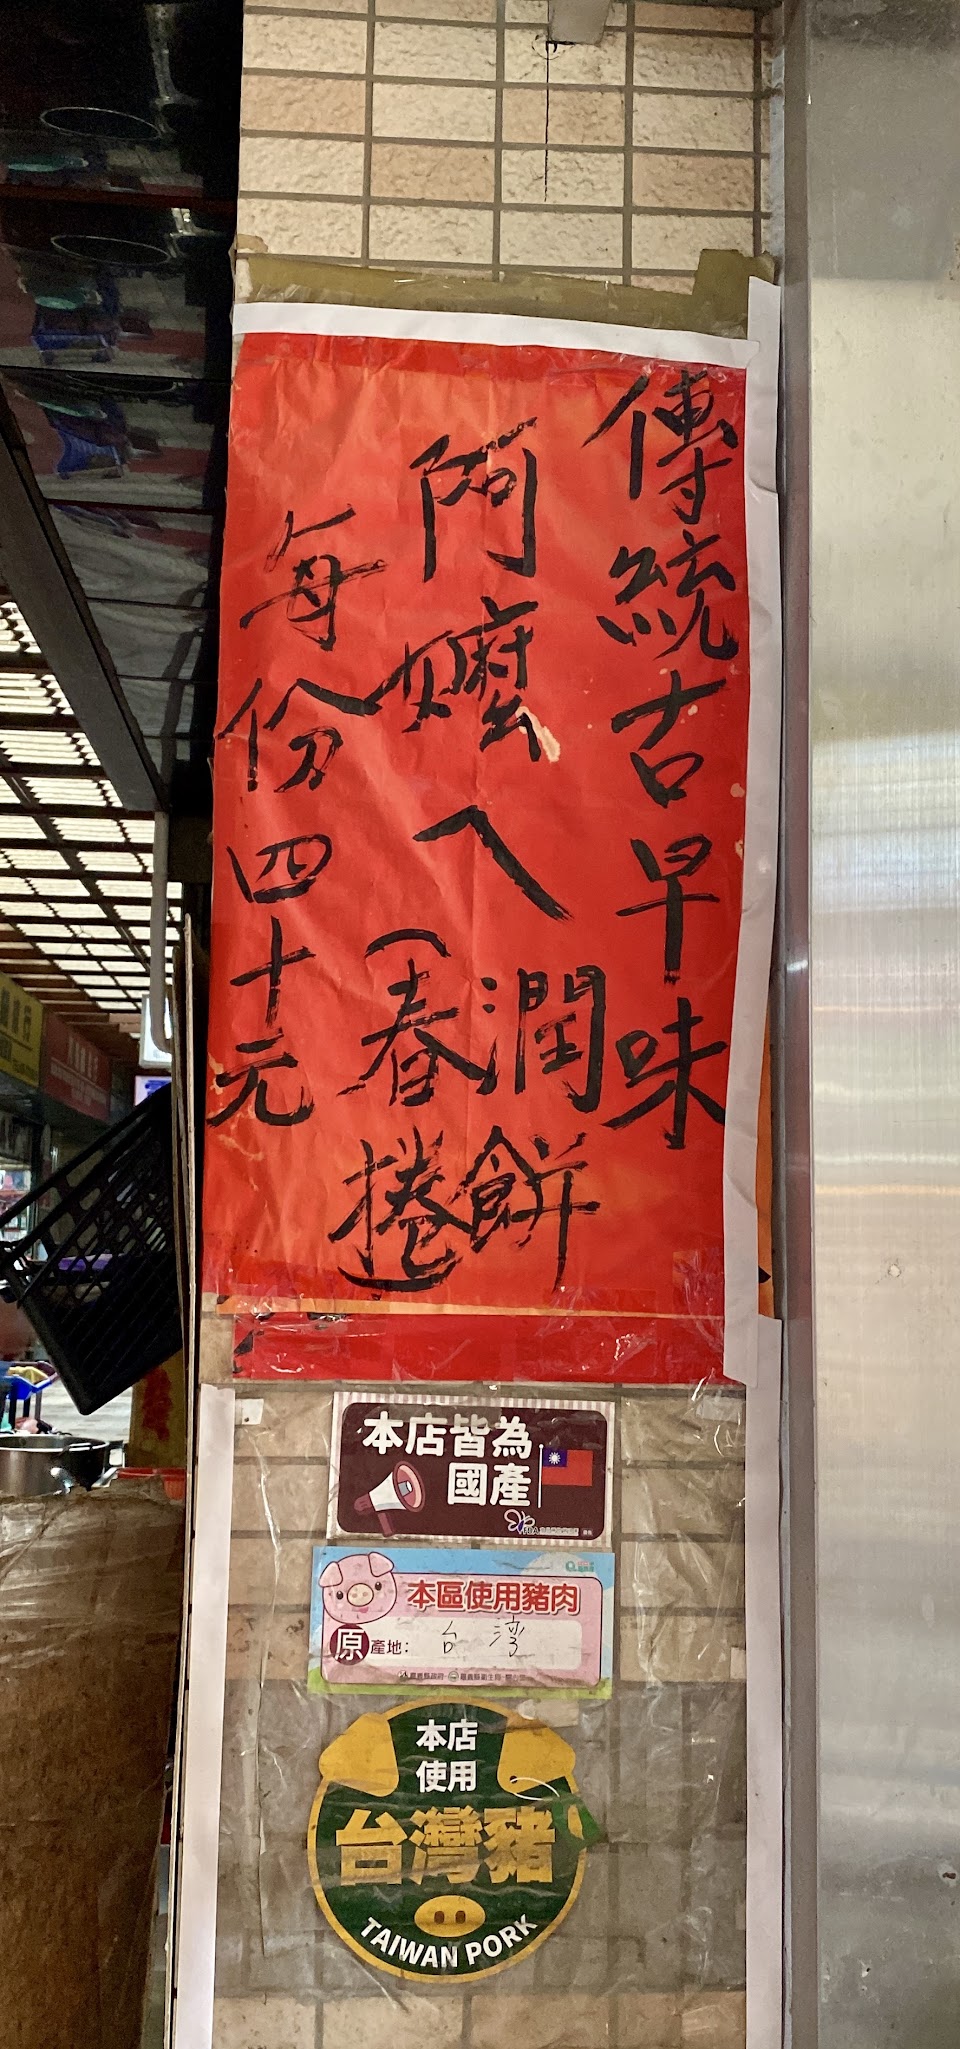 傳統古早味
阿嬤ㄟ潤餅
(春捲)
每份四十元
本店皆為
國產
本區使用豬肉
原產地：台灣
本店
使用
台灣豬
TAIWAN PORK